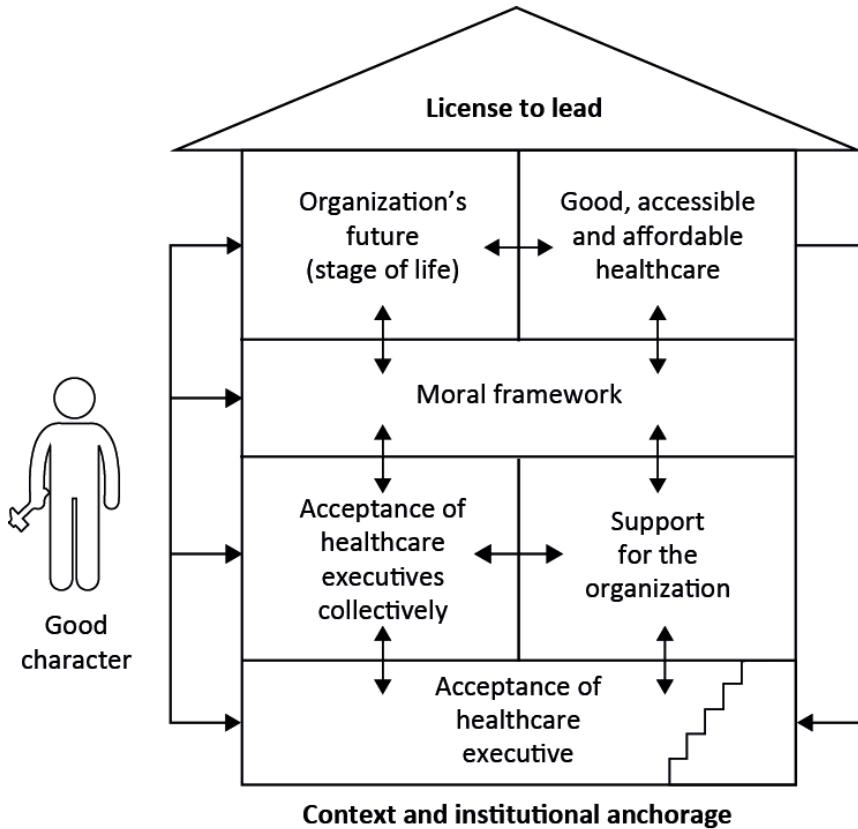 License to lead
Organization's
future
(stage of life)
Good, accessible
and affordable
healthcare
Moral framework
Acceptance of
healthcare
executives
collectively
Support
for the
organization
Good
character
Acceptance of
healthcare
executive
Context and institutional anchorage